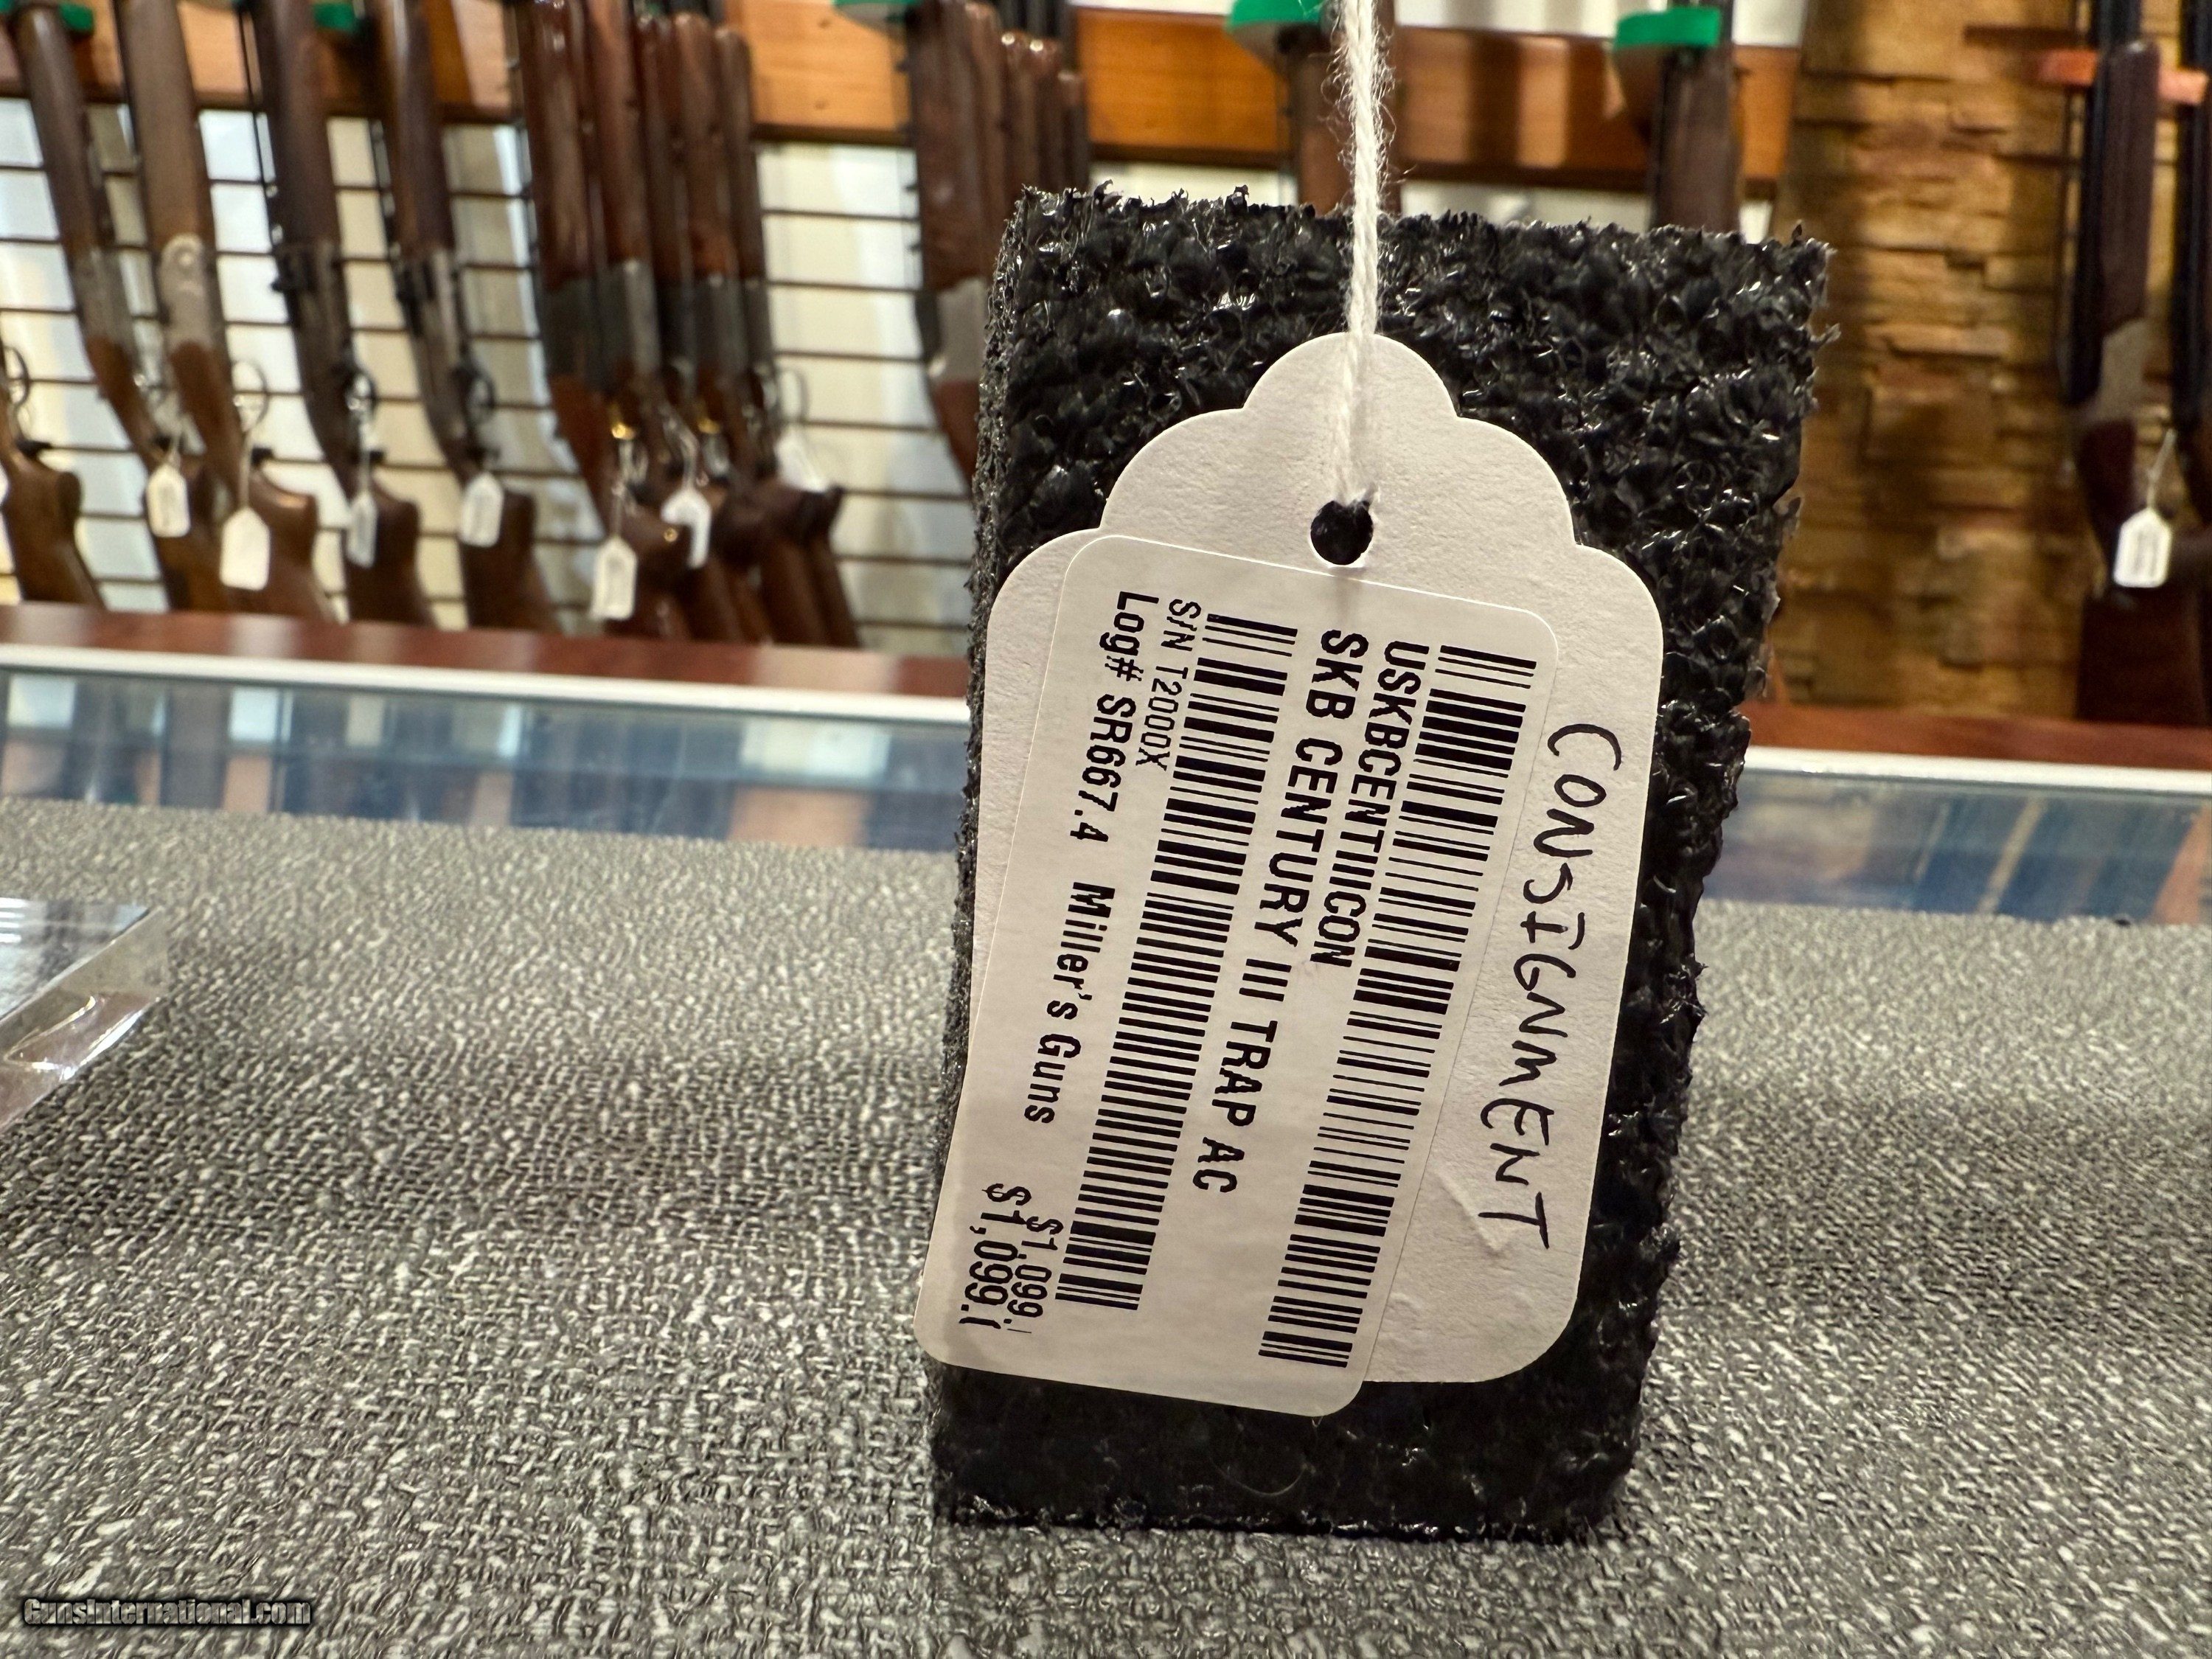 CONSIGNMENT
USKBCENTIIICON
SKB CENTURY III TRAP AC
S/N T2000X
$1,099.
Log# SR667.4 Miller's Guns
$1,099.(
GunsInternational.com